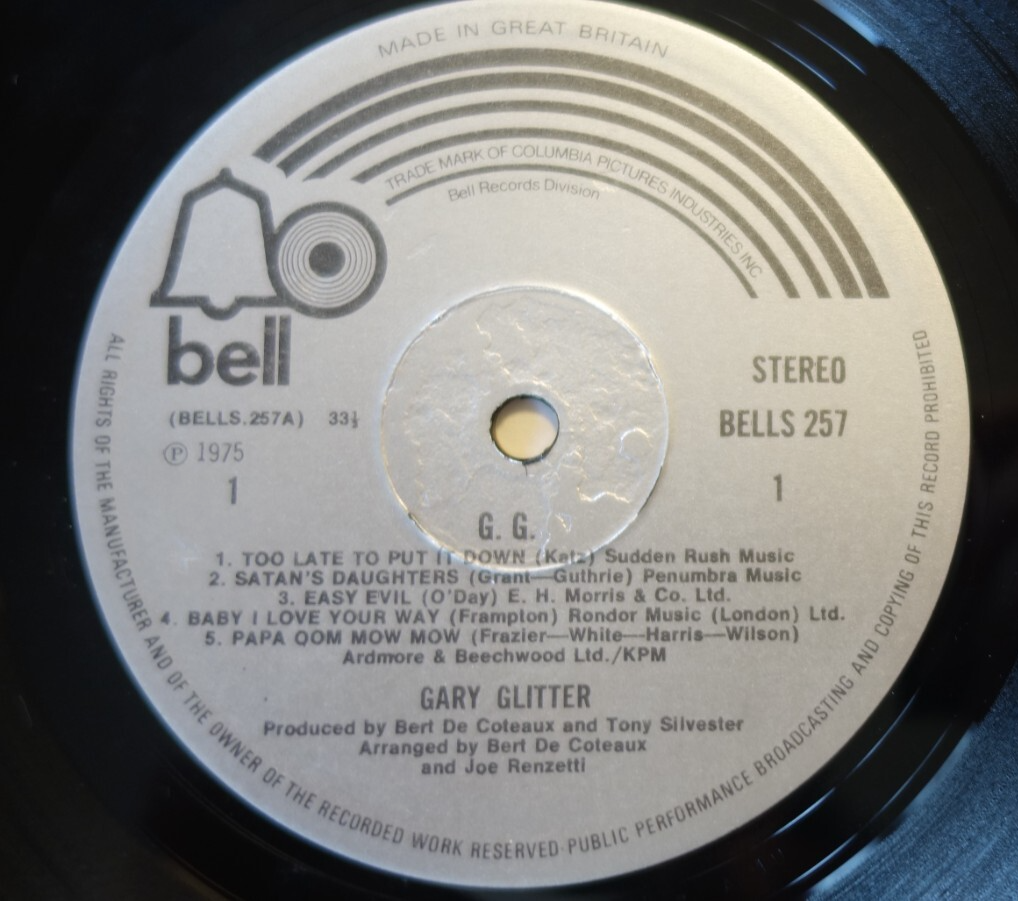 MADE IN GREAT BRITAIN
TRADE MARK OF COLUMBIA PICTURES INDUSTRIES INC
Bell Records Division
bell
STEREO
(BELLS.257A) 33⅓
BELLS 257
Ⓟ 1975
1
1
G. G.
1. TOO LATE TO PUT IT DOWN (Katz) Sudden Rush Music
2. SATAN'S DAUGHTERS (Grant—Guthrie) Penumbra Music
3. EASY EVIL (O'Day) E. H. Morris & Co. Ltd.
4. BABY I LOVE YOUR WAY (Frampton) Rondor Music (London) Ltd.
5. PAPA OOM MOW MOW (Frazier—White—Harris—Wilson)
Ardmore & Beechwood Ltd./KPM
GARY GLITTER
Produced by Bert De Coteaux and Tony Silvester
Arranged by Bert De Coteaux
and Joe Renzetti
ALL RIGHTS OF THE MANUFACTURER AND OF THE OWNER OF THE RECORDED WORK RESERVED·PUBLIC PERFORMANCE BROADCASTING AND COPYING OF THIS RECORD PROHIBITED